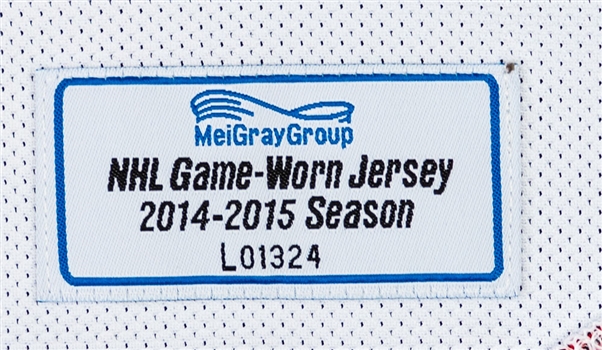 MeiGrayGroup
NHL Game-Worn Jersey
2014-2015 Season
L01324